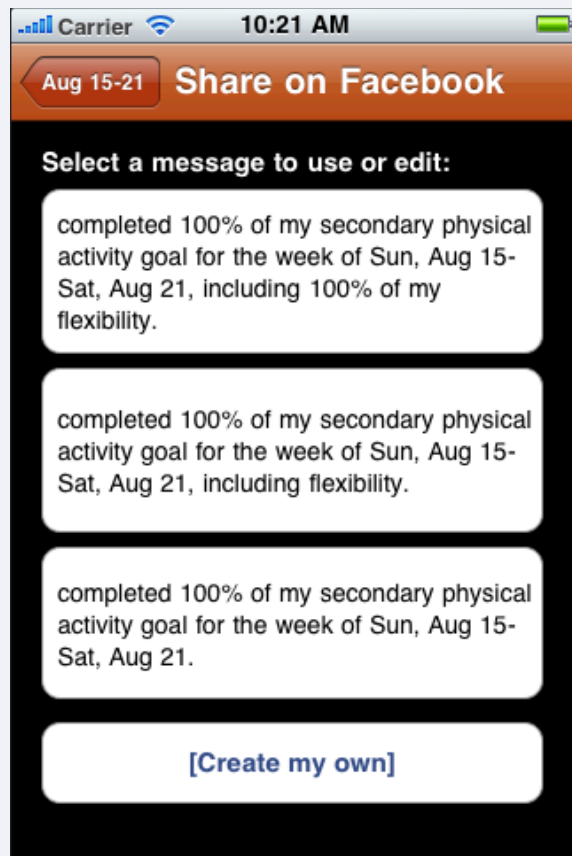 Carrier 10:21 AM
Aug 15-21 Share on Facebook
Select a message to use or edit:
completed 100% of my secondary physical
activity goal for the week of Sun, Aug 15-
Sat, Aug 21, including 100% of my
flexibility.
completed 100% of my secondary physical
activity goal for the week of Sun, Aug 15-
Sat, Aug 21, including flexibility.
completed 100% of my secondary physical
activity goal for the week of Sun, Aug 15-
Sat, Aug 21.
[Create my own]